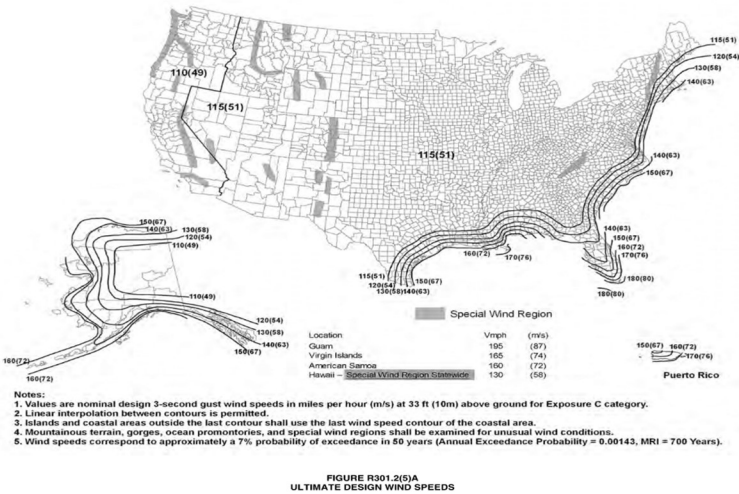 115(51)
120(54)
130(58)
140(63)
110(49)
115(51)
115(51)
140(63)
150(67)
140(63)
150(67)
160(72)
170(76)
180(80)
180(80)
160(72)
170(76)
115(51)
120(54)
130(58)140(63)
150(67)
150(67)
140(63)
130(58)
120(54)
110(49)
110(49)
120(54)
130(58)
140(63)
150(67)
160(72)
160(72)
Special Wind Region
Location Vmph (m/s)
Guam 195 (87)
Virgin Islands 165 (74)
American Samoa 160 (72)
Hawaii – Special Wind Region Statewide 130 (58)
150(67) 160(72)
170(76)
Puerto Rico
Notes:
1. Values are nominal design 3-second gust wind speeds in miles per hour (m/s) at 33 ft (10m) above ground for Exposure C category.
2. Linear interpolation between contours is permitted.
3. Islands and coastal areas outside the last contour shall use the last wind speed contour of the coastal area.
4. Mountainous terrain, gorges, ocean promontories, and special wind regions shall be examined for unusual wind conditions.
5. Wind speeds correspond to approximately a 7% probability of exceedance in 50 years (Annual Exceedance Probability = 0.00143, MRI = 700 Years).
FIGURE R301.2(5)A
ULTIMATE DESIGN WIND SPEEDS